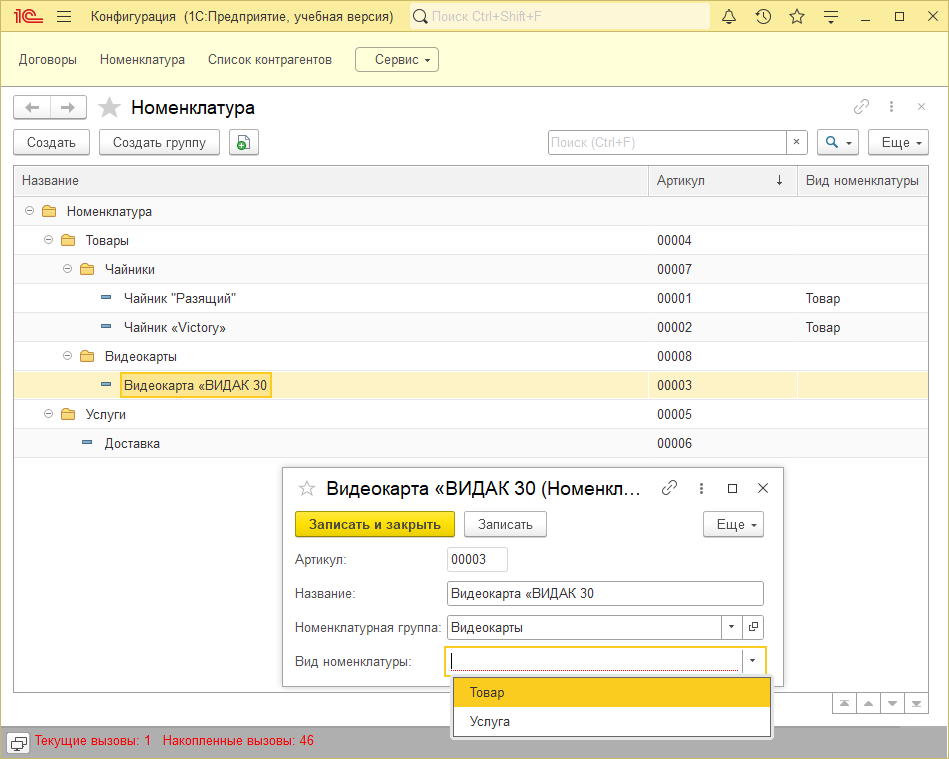 1С Конфигурация (1С:Предприятие, учебная версия) Поиск Ctrl+Shift+F
Договоры Номенклатура Список контрагентов Сервис
Номенклатура
Создать Создать группу Поиск (Ctrl+F) × Еще
Название Артикул ↓ Вид номенклатуры
Номенклатура
Товары 00004
Чайники 00007
Чайник "Разящий" 00001 Товар
Чайник «Victory» 00002 Товар
Видеокарты 00008
Видеокарта «ВИДАК 30 00003
Услуги 00005
Доставка 00006
Видеокарта «ВИДАК 30 (Номенкл...
Записать и закрыть Записать Еще
Артикул: 00003
Название: Видеокарта «ВИДАК 30
Номенклатурная группа: Видеокарты
Вид номенклатуры:
Товар
Услуга
Текущие вызовы: 1 Накопленные вызовы: 46